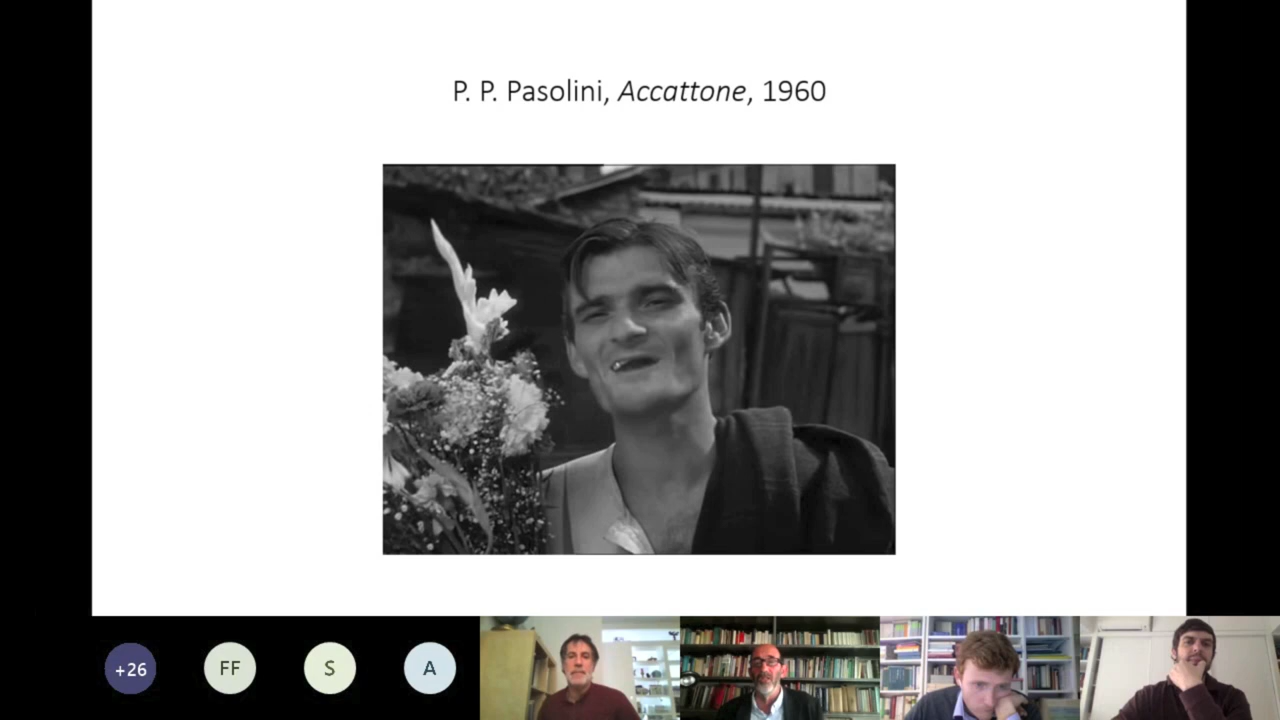 P. P. Pasolini, Accattone, 1960
+26
FF
S
A